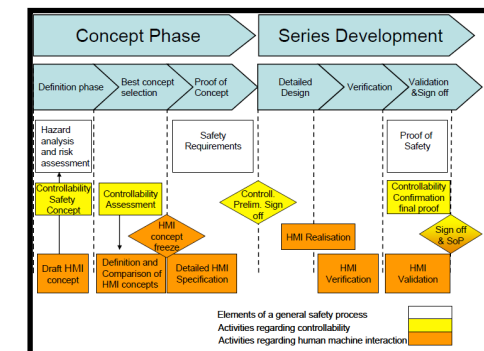 Concept Phase
Series Development
Definition phase
Best concept
selection
Proof of
Concept
Detailed
Design
Verification
Validation
&Sign off
Hazard
analysis
and risk
assessment
Safety
Requirements
Proof of
Safety
Controllability
Safety
Concept
Controllability
Assessment
Controll.
Prelim. Sign
off
Controllability
Confirmation
final proof
HMI
concept
freeze
Sign off
& SoP
HMI Realisation
Draft HMI
concept
Definition and
Comparison of
HMI concepts
Detailed HMI
Specification
HMI
Verification
HMI
Validation
Elements of a general safety process
Activities regarding controllability
Activities regarding human machine interaction